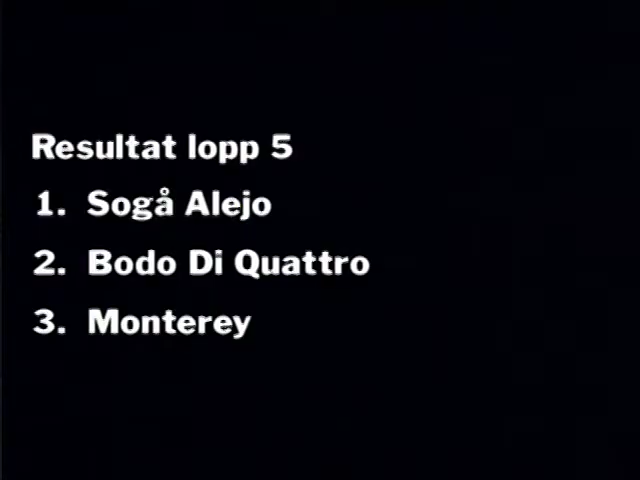 Resultat lopp 5
1. Sogå Alejo
2. Bodo Di Quattro
3. Monterey